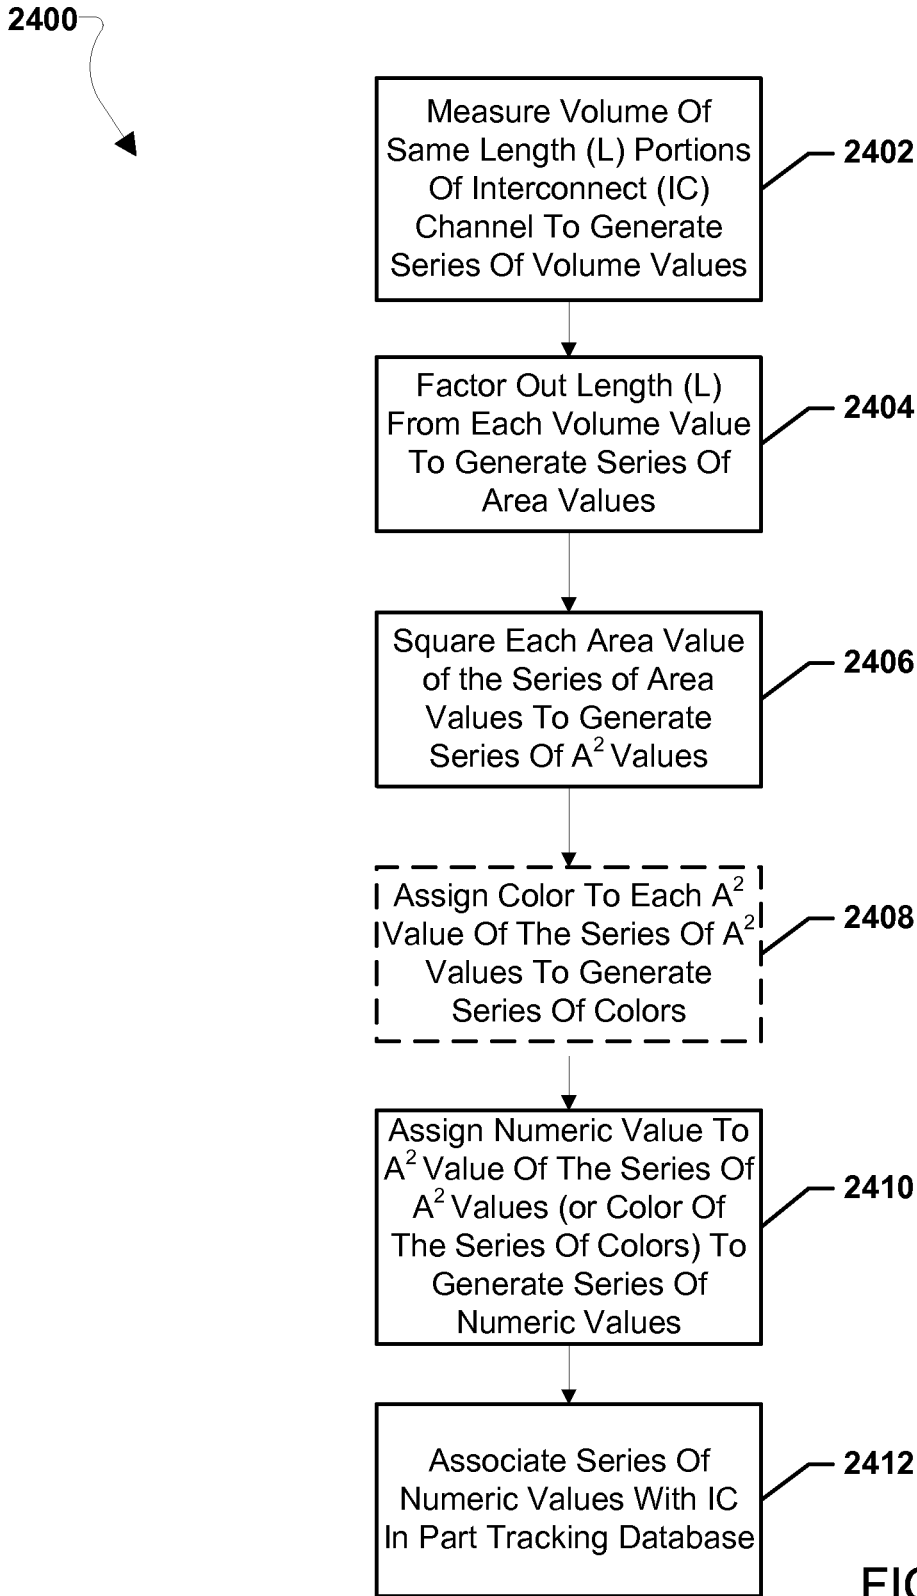 2400
Measure Volume Of
Same Length (L) Portions
Of Interconnect (IC)
Channel To Generate
Series Of Volume Values
2402
Factor Out Length (L)
From Each Volume Value
To Generate Series Of
Area Values
2404
Square Each Area Value
of the Series of Area
Values To Generate
Series Of A² Values
2406
Assign Color To Each A²
Value Of The Series Of A²
Values To Generate
Series Of Colors
2408
Assign Numeric Value To
A² Value Of The Series Of
A² Values (or Color Of
The Series Of Colors) To
Generate Series Of
Numeric Values
2410
Associate Series Of
Numeric Values With IC
In Part Tracking Database
2412